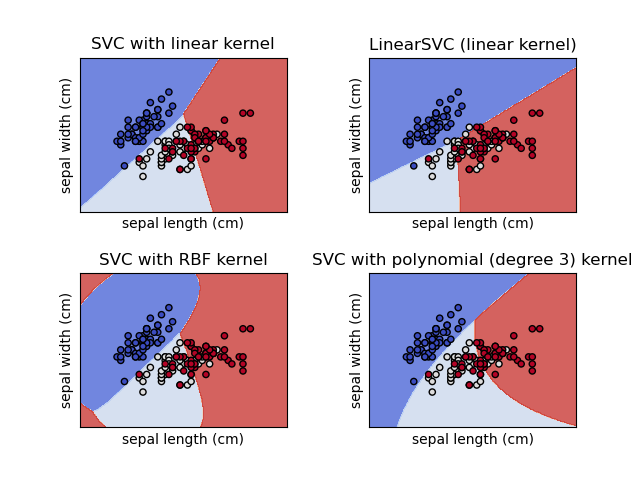 SVC with linear kernel
LinearSVC (linear kernel)
sepal width (cm)
sepal length (cm)
sepal width (cm)
sepal length (cm)
SVC with RBF kernel
SVC with polynomial (degree 3) kernel
sepal width (cm)
sepal length (cm)
sepal width (cm)
sepal length (cm)